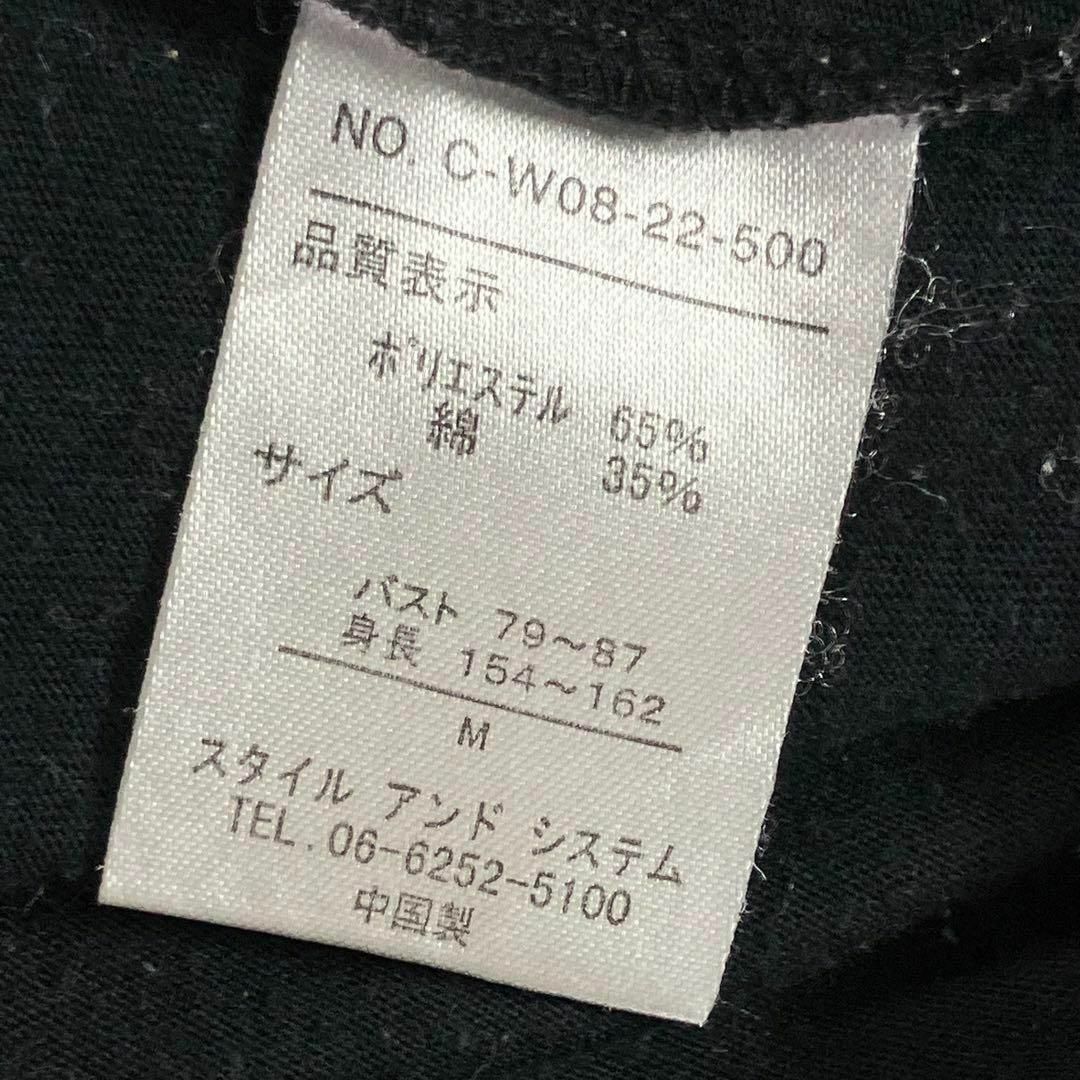 NO. C-W08-22-500
品質表示
ポリエステル 65%
綿 35%
サイズ
バスト 79～87
身長 154～162
M
スタイル アンド システム
TEL.06-6252-5100
中国製